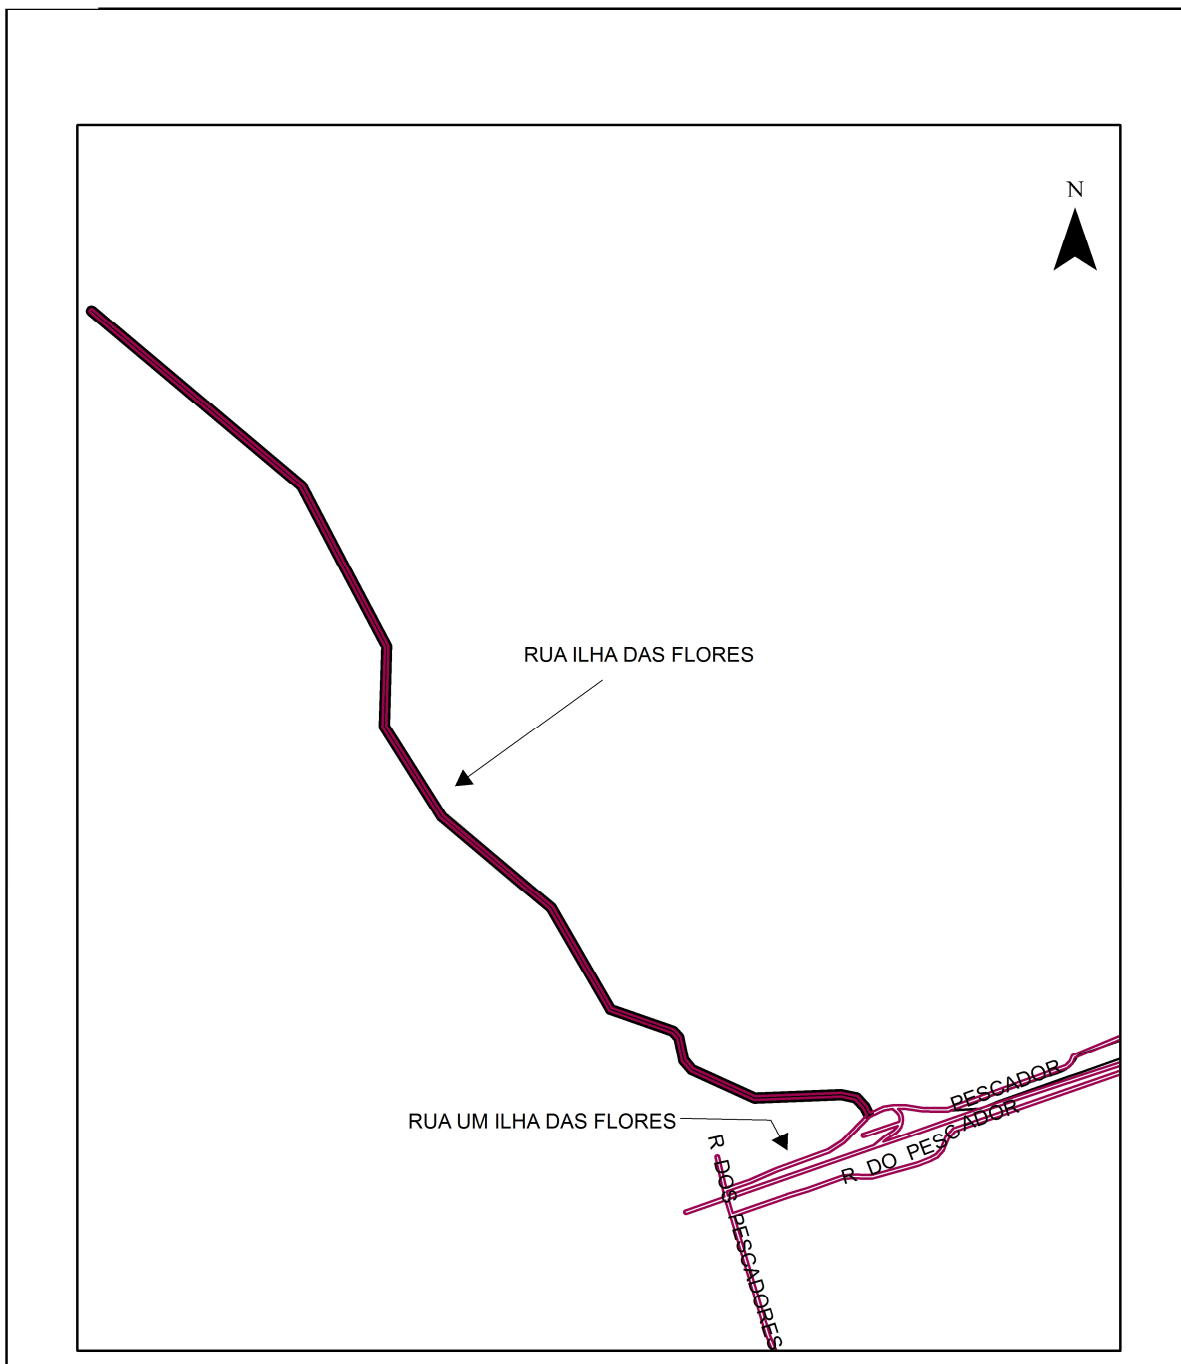 N
RUA ILHA DAS FLORES
PESCADOR
RUA UM ILHA DAS FLORES
R DO PESCADOR
R DOS PESCADORES